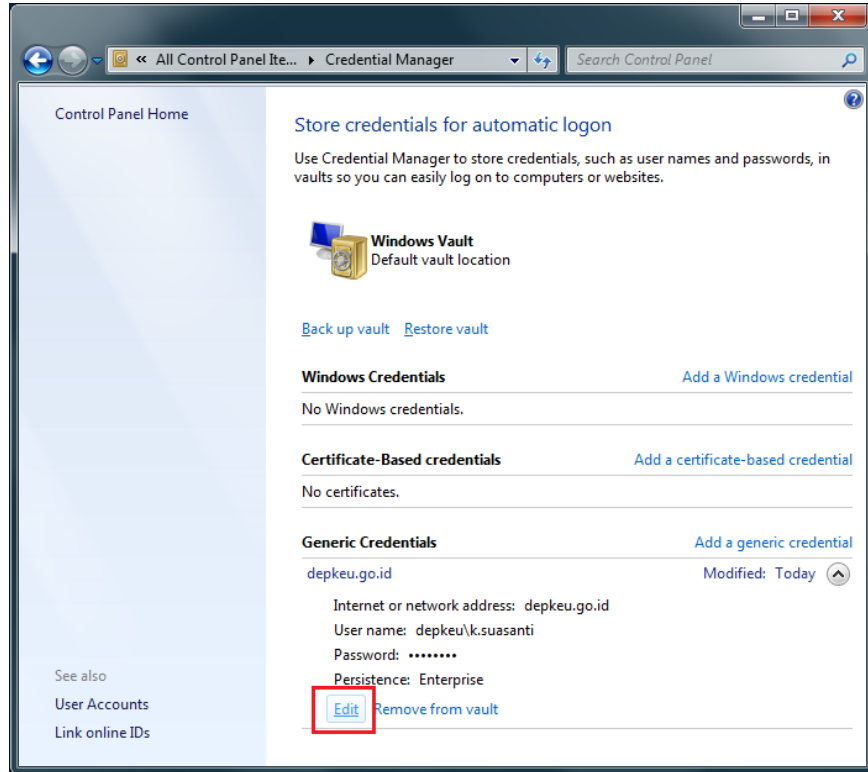 « All Control Panel Ite... ▸ Credential Manager
Search Control Panel
Control Panel Home
Store credentials for automatic logon
Use Credential Manager to store credentials, such as user names and passwords, in
vaults so you can easily log on to computers or websites.
Windows Vault
Default vault location
Back up vault Restore vault
Windows Credentials Add a Windows credential
No Windows credentials.
Certificate-Based credentials Add a certificate-based credential
No certificates.
Generic Credentials Add a generic credential
depkeu.go.id Modified: Today
Internet or network address: depkeu.go.id
User name: depkeu\k.suasanti
Password: ••••••••
Persistence: Enterprise
Edit Remove from vault
See also
User Accounts
Link online IDs